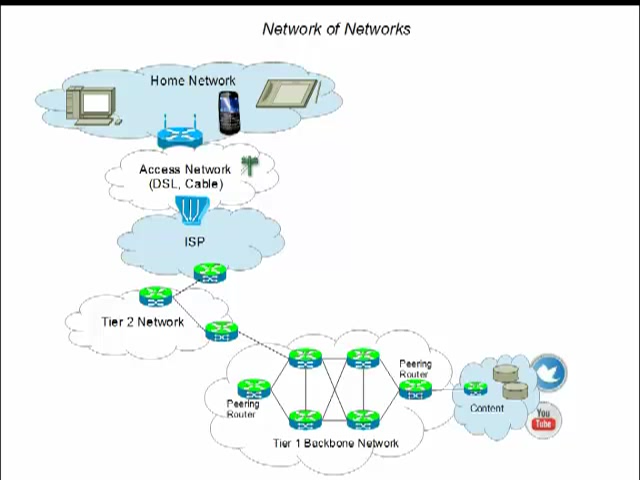 Network of Networks
Home Network
Access Network
(DSL, Cable)
ISP
Tier 2 Network
Peering
Router
Peering
Router
Content
You
Tube
Tier 1 Backbone Network